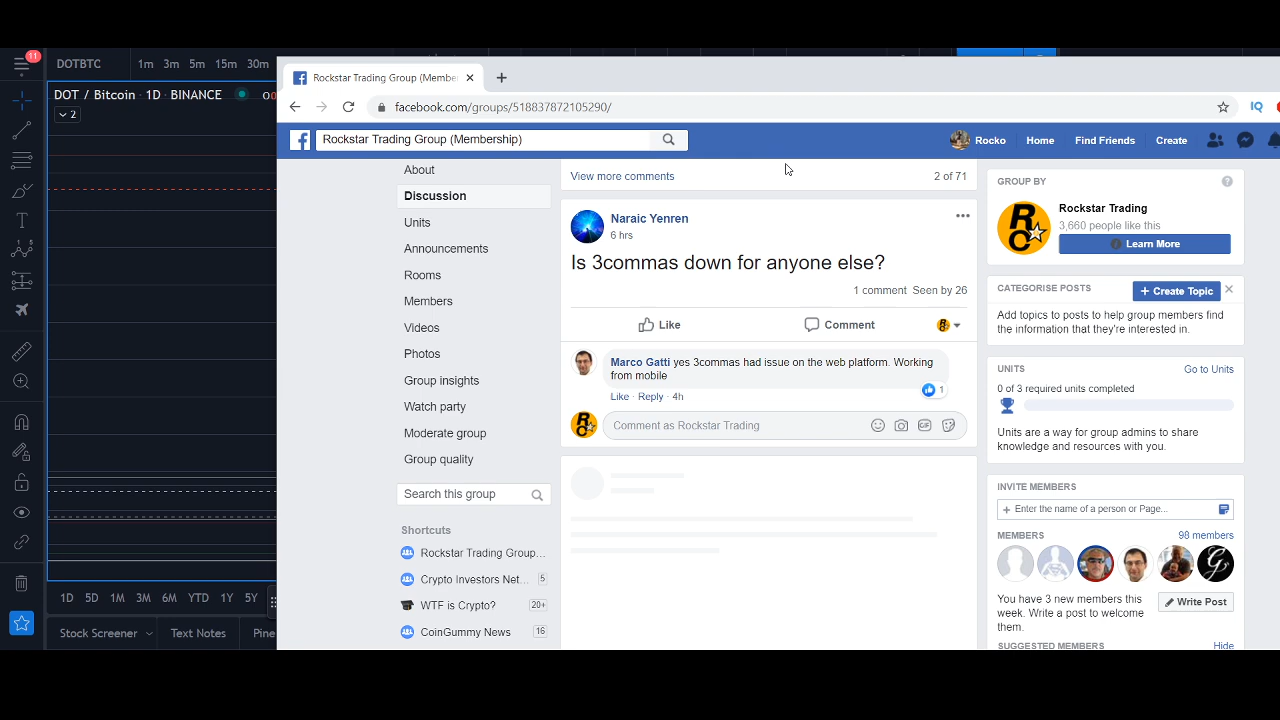 11
DOTBTC
1m 3m 5m 15m 30m
DOT / Bitcoin · 1D · BINANCE
2
1D 5D 1M 3M 6M YTD 1Y 5Y
Stock Screener
Text Notes
Pine
Rockstar Trading Group (Membe
facebook.com/groups/518837872105290/
IQ
Rockstar Trading Group (Membership)
Rocko
Home
Find Friends
Create
About
Discussion
Units
Announcements
Rooms
Members
Videos
Photos
Group insights
Watch party
Moderate group
Group quality
Search this group
Shortcuts
Rockstar Trading Group...
Crypto Investors Net... 5
WTF is Crypto? 20+
CoinGummy News 16
View more comments
2 of 71
Naraic Yenren
6 hrs
Is 3commas down for anyone else?
1 comment Seen by 26
Like
Comment
Marco Gatti yes 3commas had issue on the web platform. Working
from mobile
1
Like · Reply · 4h
Comment as Rockstar Trading
GIF
GROUP BY
Rockstar Trading
3,660 people like this
Learn More
CATEGORISE POSTS
+ Create Topic
Add topics to posts to help group members find
the information that they're interested in.
UNITS
Go to Units
0 of 3 required units completed
Units are a way for group admins to share
knowledge and resources with you.
INVITE MEMBERS
+ Enter the name of a person or Page...
MEMBERS
98 members
You have 3 new members this
week. Write a post to welcome
them.
Write Post
SUGGESTED MEMBERS
Hide